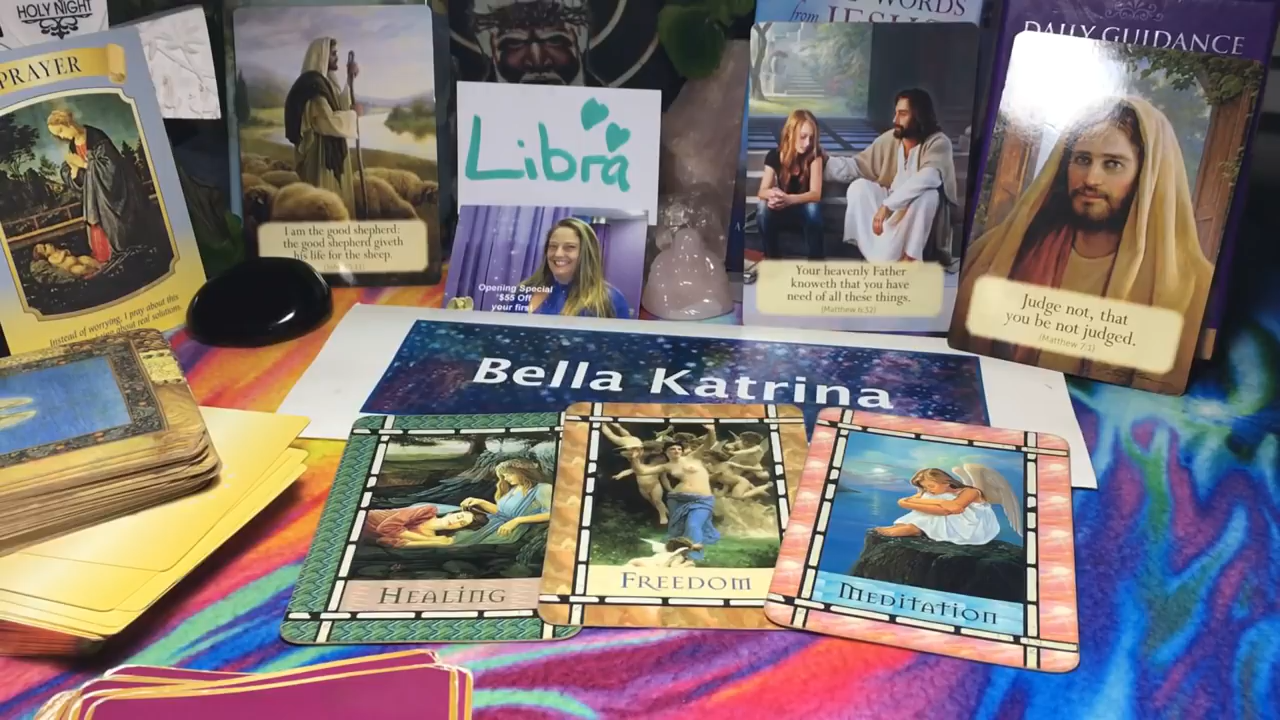 HOLY NIGHT
PRAYER
Instead of worrying, I pray about this
about real solutions
I am the good shepherd:
the good shepherd giveth
his life for the sheep.
Libra
Opening Special
$55 Off
your first
WORDS
from JESUS
Your heavenly Father
knoweth that you have
need of all these things.
(Matthew 6:32)
DAILY GUIDANCE
Judge not, that
you be not judged.
(Matthew 7:1)
Bella Katrina
HEALING
FREEDOM
MEDITATION